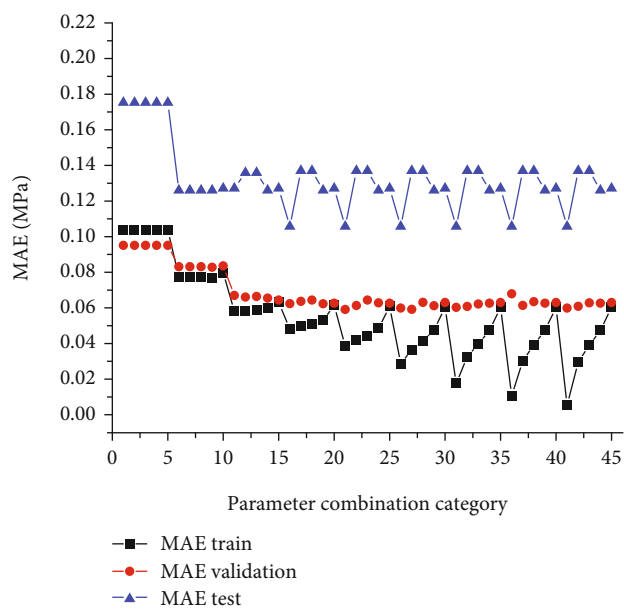 0.22
0.20
0.18
0.16
0.14
0.12
0.10
0.08
0.06
0.04
0.02
0.00
MAE (MPa)
0 5 10 15 20 25 30 35 40 45
Parameter combination category
MAE train
MAE validation
MAE test